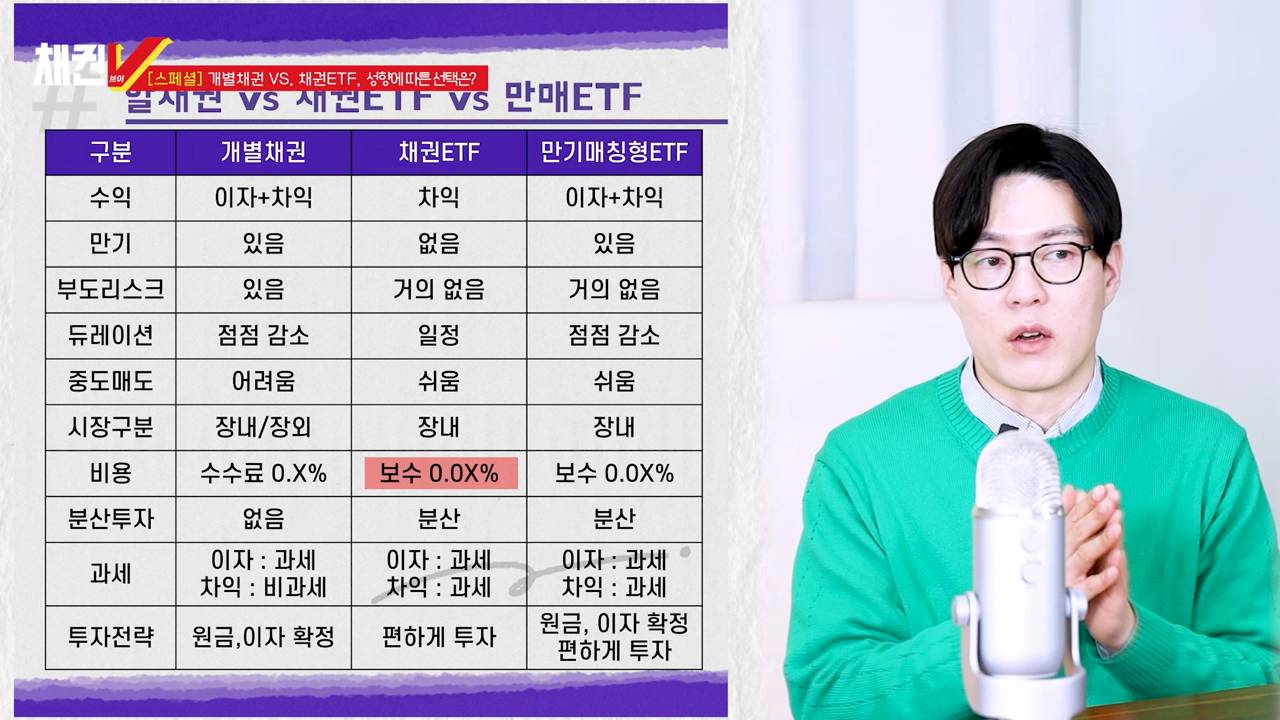 채권V
브이
[스페셜] 개별채권 VS. 채권ETF, 성향에 따른 선택은?
# 알채권 vs 채권ETF vs 만매ETF
구분 개별채권 채권ETF 만기매칭형ETF
수익 이자+차익 차익 이자+차익
만기 있음 없음 있음
부도리스크 있음 거의 없음 거의 없음
듀레이션 점점 감소 일정 점점 감소
중도매도 어려움 쉬움 쉬움
시장구분 장내/장외 장내 장내
비용 수수료 0.X% 보수 0.0X% 보수 0.0X%
분산투자 없음 분산 분산
과세 이자 : 과세 이자 : 과세 이자 : 과세
차익 : 비과세 차익 : 과세 차익 : 과세
투자전략 원금,이자 확정 편하게 투자 원금, 이자 확정
편하게 투자